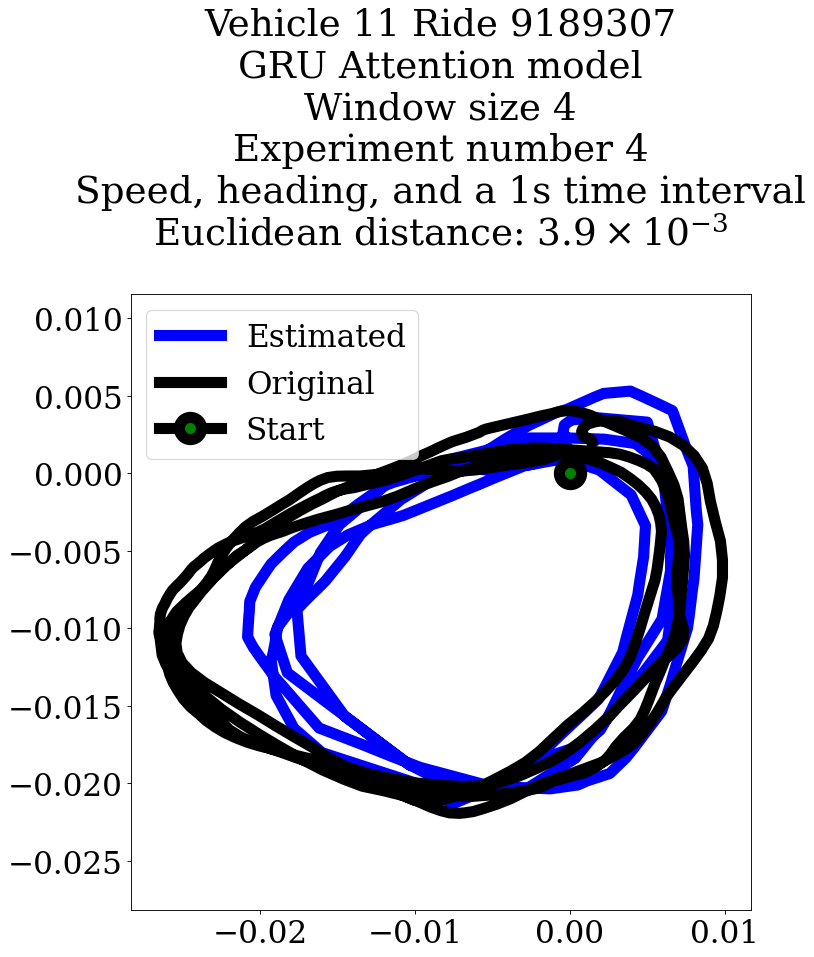 Vehicle 11 Ride 9189307
GRU Attention model
Window size 4
Experiment number 4
Speed, heading, and a 1s time interval
Euclidean distance: 3.9 × 10⁻³
Estimated
Original
Start
0.010
0.005
0.000
−0.005
−0.010
−0.015
−0.020
−0.025
−0.02
−0.01
0.00
0.01